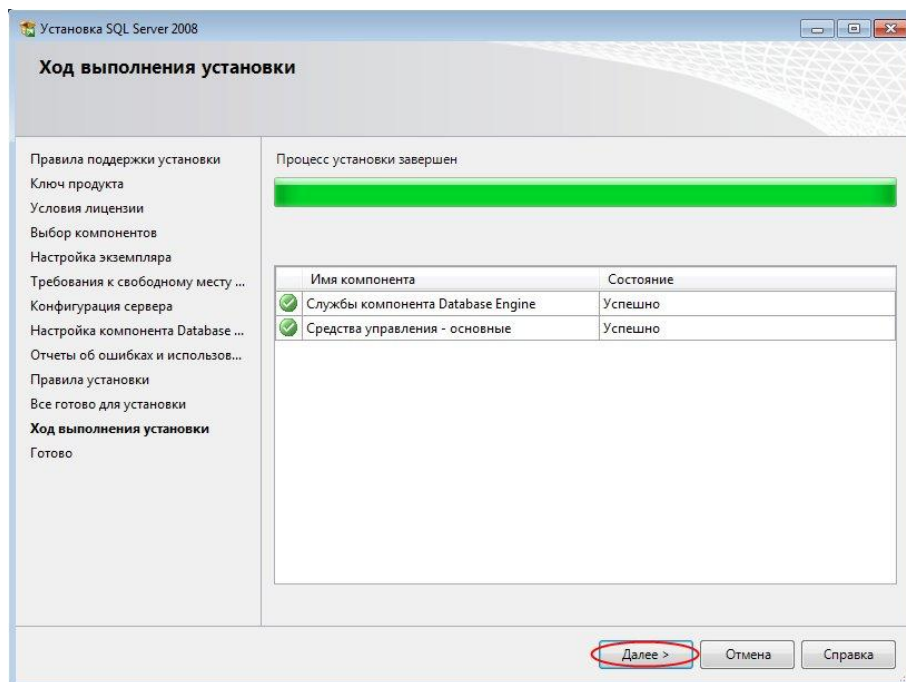 Установка SQL Server 2008
Ход выполнения установки
Правила поддержки установки
Ключ продукта
Условия лицензии
Выбор компонентов
Настройка экземпляра
Требования к свободному месту ...
Конфигурация сервера
Настройка компонента Database ...
Отчеты об ошибках и использов...
Правила установки
Все готово для установки
Ход выполнения установки
Готово
Процесс установки завершен
Имя компонента Состояние
Службы компонента Database Engine Успешно
Средства управления - основные Успешно
Далее > Отмена Справка